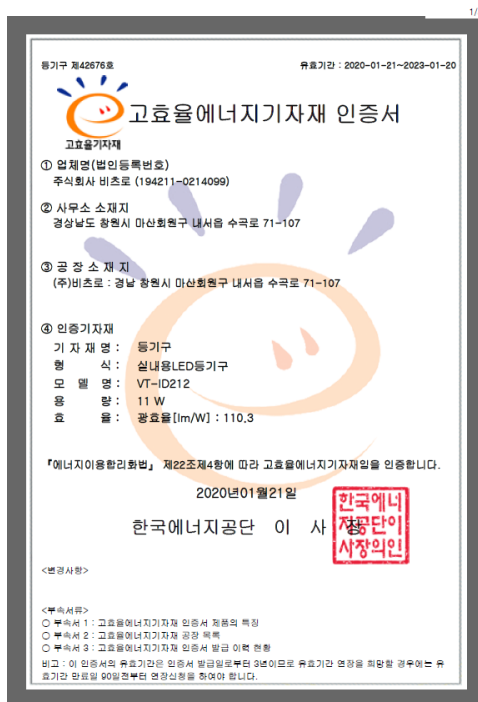 1/
등기구 제42676호
유효기간 : 2020-01-21~2023-01-20
고효율기자재
고효율에너지기자재 인증서
① 업체명(법인등록번호)
주식회사 비츠로 (194211-0214099)
② 사무소 소재지
경상남도 창원시 마산회원구 내서읍 수곡로 71-107
③ 공 장 소 재 지
(주)비츠로 : 경남 창원시 마산회원구 내서읍 수곡로 71-107
④ 인증기자재
기 자 재 명 : 등기구
형 식 : 실내용LED등기구
모 델 명 : VT-ID212
용 량 : 11 W
효 율 : 광효율[lm/W] : 110.3
『에너지이용합리화법』 제22조제4항에 따라 고효율에너지기자재임을 인증합니다.
2020년01월21일
한국에너지공단 이 사 장
한국에너
지공단이
사장의인
<변경사항>
<부속서류>
○ 부속서 1 : 고효율에너지기자재 인증서 제품의 특징
○ 부속서 2 : 고효율에너지기자재 공장 목록
○ 부속서 3 : 고효율에너지기자재 인증서 발급 이력 현황
비고 : 이 인증서의 유효기간은 인증서 발급일로부터 3년이므로 유효기간 연장을 희망할 경우에는 유
효기간 만료일 90일전부터 연장신청을 하여야 합니다.